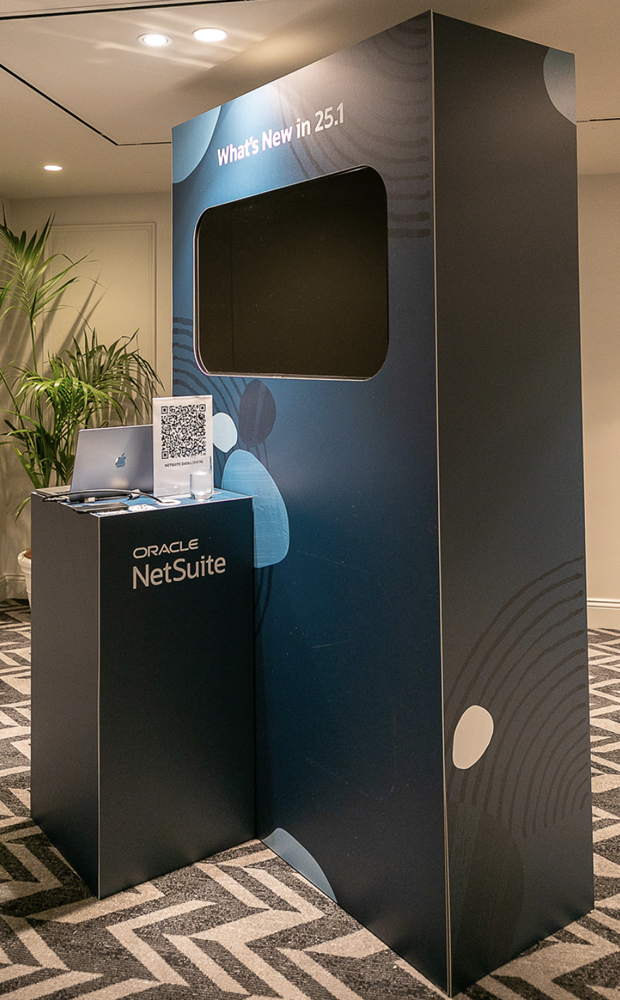 What's New in 25.1
NETSUITE DATA CENTRE
ORACLE
NetSuite